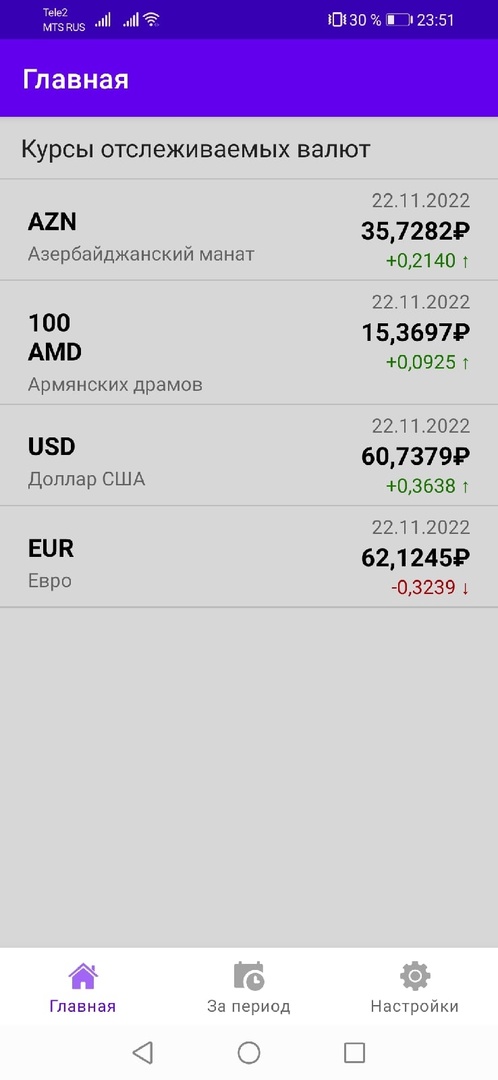 Tele2
MTS RUS
30 % 23:51
Главная
Курсы отслеживаемых валют
22.11.2022
AZN
35,7282₽
Азербайджанский манат
+0,2140 ↑
22.11.2022
100
AMD
15,3697₽
+0,0925 ↑
Армянских драмов
22.11.2022
USD
60,7379₽
Доллар США
+0,3638 ↑
22.11.2022
EUR
62,1245₽
Евро
-0,3239 ↓
Главная За период Настройки